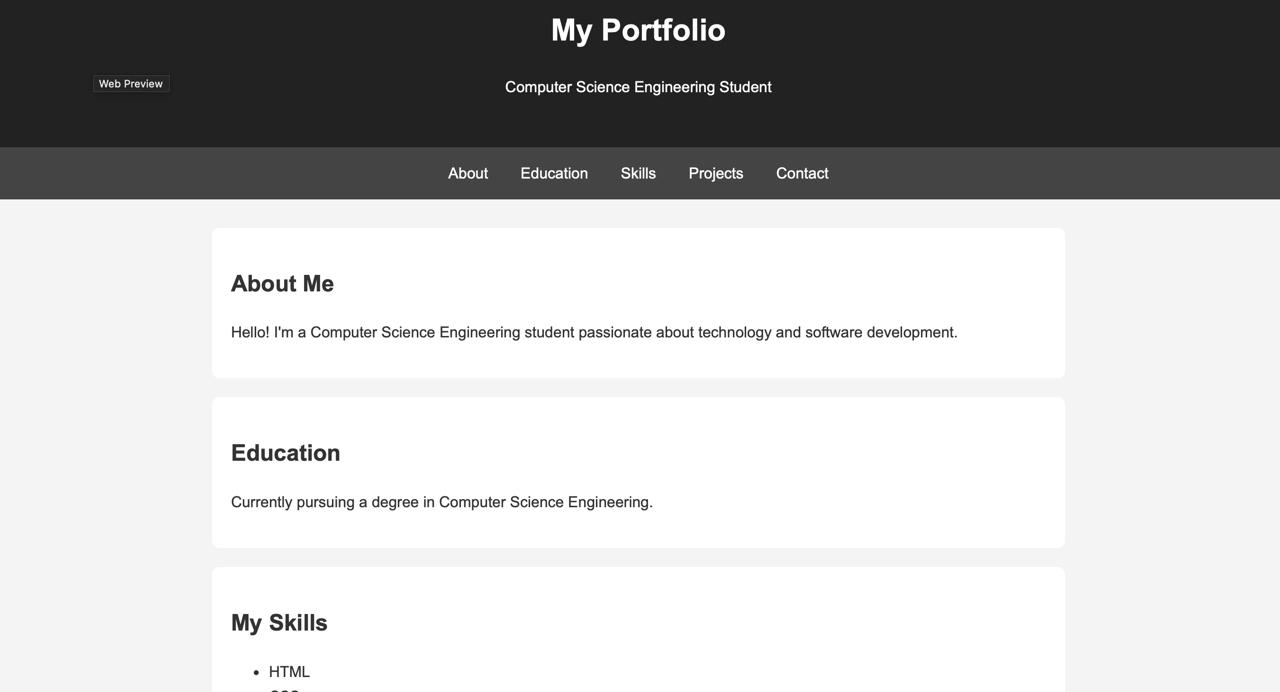 My Portfolio
Web Preview
Computer Science Engineering Student
About Education Skills Projects Contact
About Me
Hello! I'm a Computer Science Engineering student passionate about technology and software development.
Education
Currently pursuing a degree in Computer Science Engineering.
My Skills
• HTML